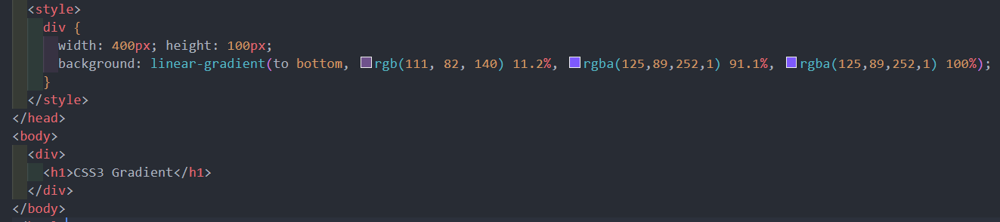 <style>
div {
width: 400px; height: 100px;
background: linear-gradient(to bottom, rgb(111, 82, 140) 11.2%, rgba(125,89,252,1) 91.1%, rgba(125,89,252,1) 100%);
}
</style>
</head>
<body>
<div>
<h1>CSS3 Gradient</h1>
</div>
</body>